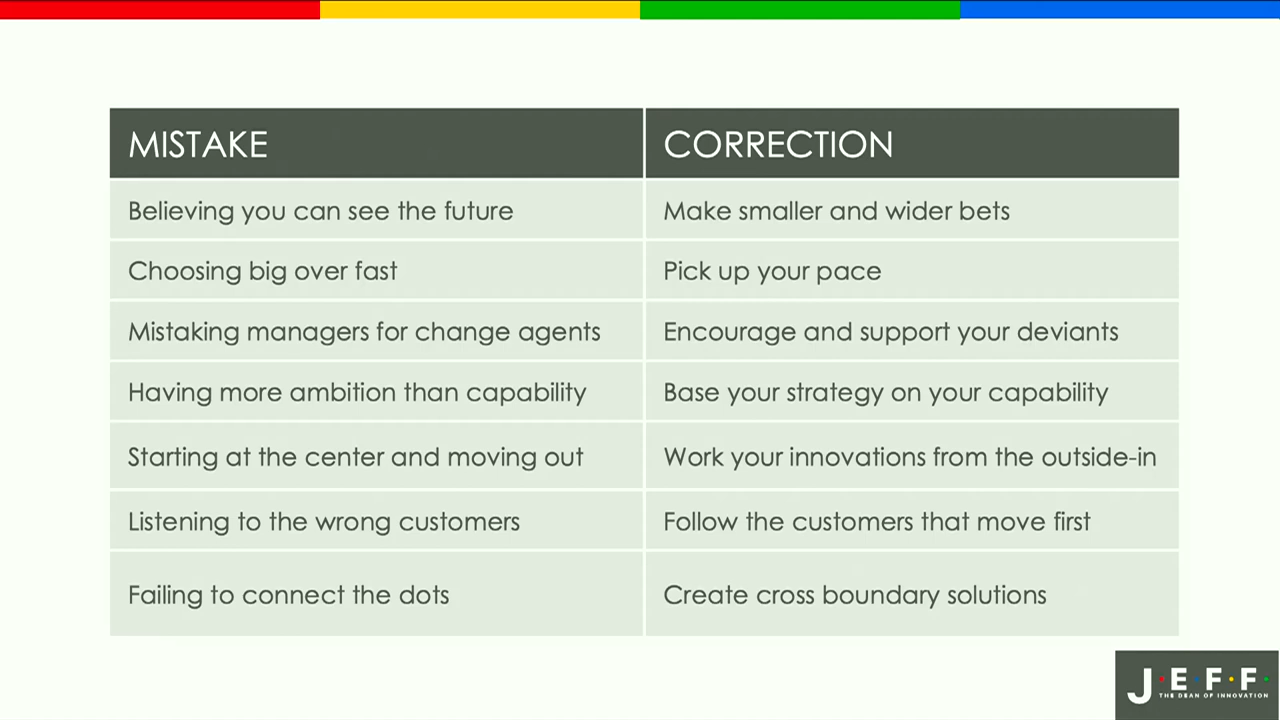 MISTAKE CORRECTION
Believing you can see the future Make smaller and wider bets
Choosing big over fast Pick up your pace
Mistaking managers for change agents Encourage and support your deviants
Having more ambition than capability Base your strategy on your capability
Starting at the center and moving out Work your innovations from the outside-in
Listening to the wrong customers Follow the customers that move first
Failing to connect the dots Create cross boundary solutions
J·E·F·F·
THE DEAN OF INNOVATION